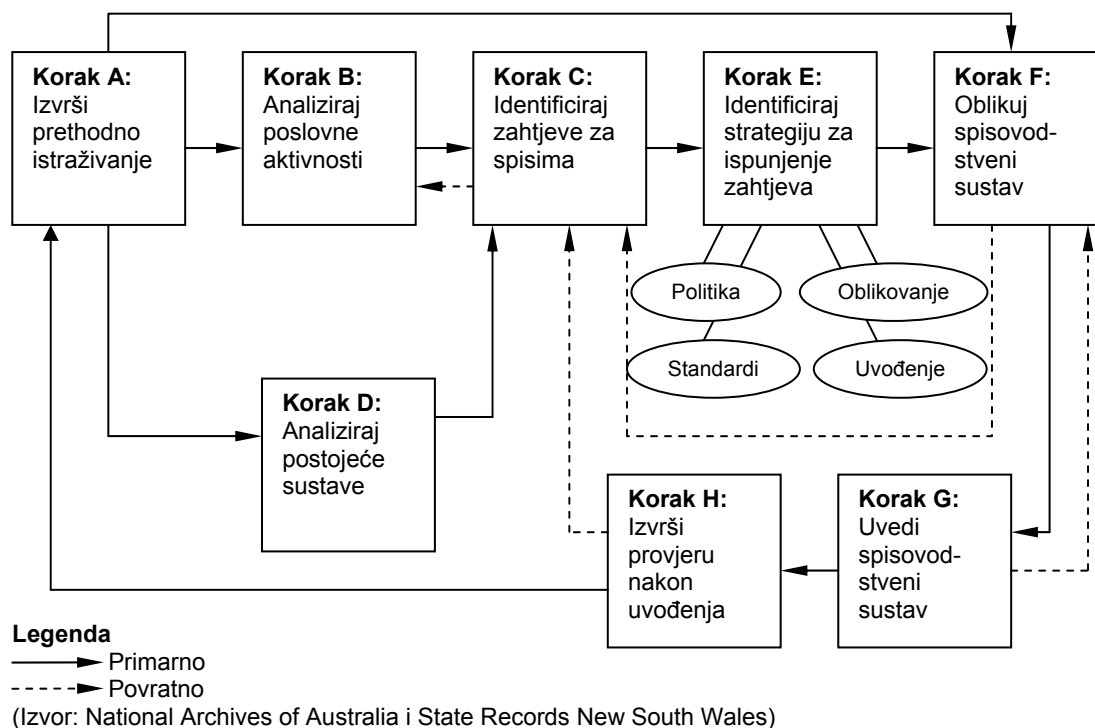 Korak A:
Izvrši
prethodno
istraživanje
Korak B:
Analiziraj
poslovne
aktivnosti
Korak C:
Identificiraj
zahtjeve za
spisima
Korak E:
Identificiraj
strategiju za
ispunjenje
zahtjeva
Korak F:
Oblikuj
spisovod-
stveni
sustav
Politika
Oblikovanje
Standardi
Uvođenje
Korak D:
Analiziraj
postojeće
sustave
Korak H:
Izvrši
provjeru
nakon
uvođenja
Korak G:
Uvedi
spisovod-
stveni
sustav
Legenda
Primarno
Povratno
(Izvor: National Archives of Australia i State Records New South Wales)